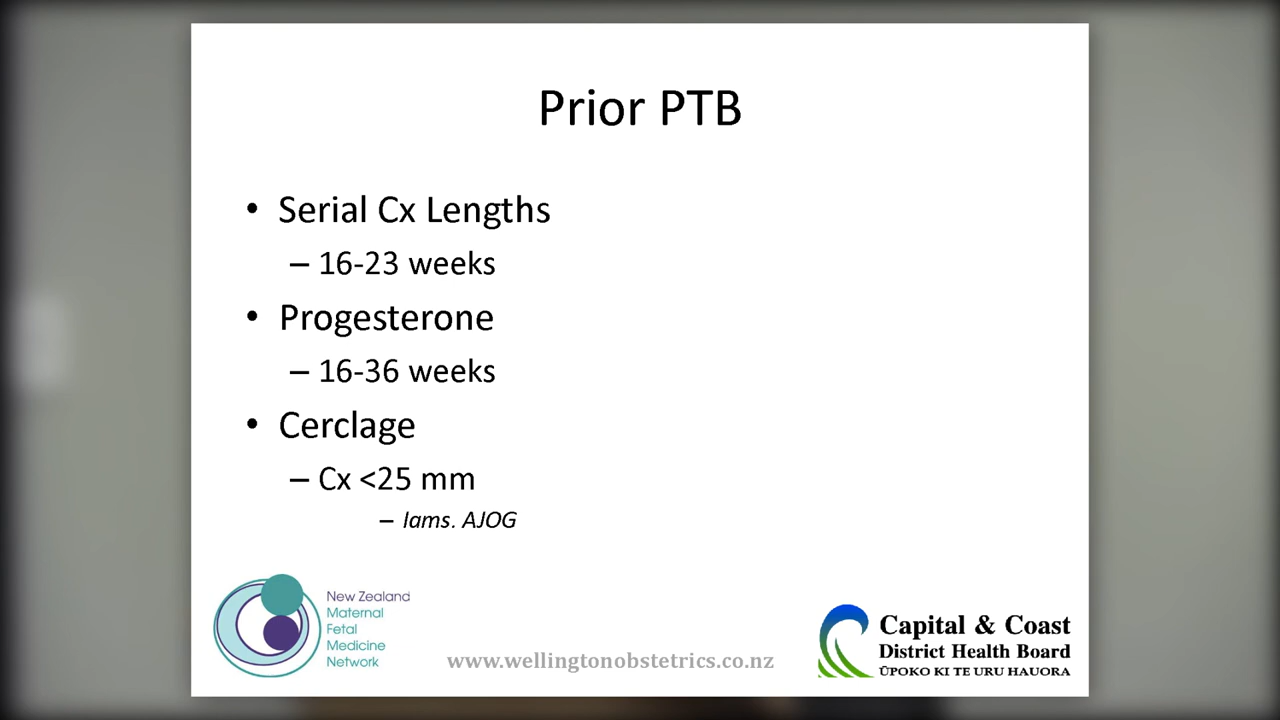 Prior PTB
• Serial Cx Lengths
– 16-23 weeks
• Progesterone
– 16-36 weeks
• Cerclage
– Cx <25 mm
– Iams. AJOG
New Zealand
Maternal
Fetal
Medicine
Network
www.wellingtonobstetrics.co.nz
Capital & Coast
District Health Board
ŪPOKO KI TE URU HAUORA